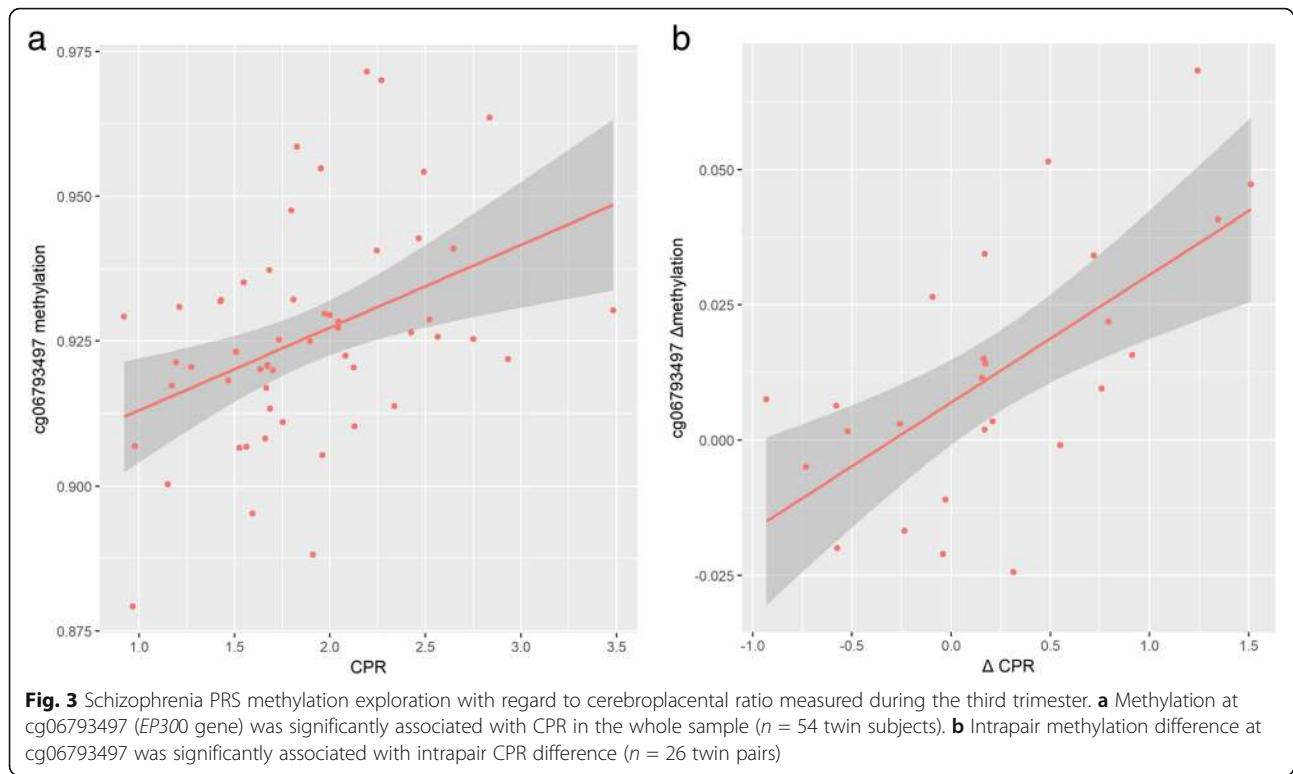 a
0.975
0.950
0.925
0.900
0.875
cg06793497 methylation
1.0 1.5 2.0 2.5 3.0 3.5
CPR
b
0.050
0.025
0.000
-0.025
cg06793497 Δmethylation
-1.0 -0.5 0.0 0.5 1.0 1.5
Δ CPR
Fig. 3 Schizophrenia PRS methylation exploration with regard to cerebroplacental ratio measured during the third trimester. a Methylation at
cg06793497 (EP300 gene) was significantly associated with CPR in the whole sample (n = 54 twin subjects). b Intrapair methylation difference at
cg06793497 was significantly associated with intrapair CPR difference (n = 26 twin pairs)